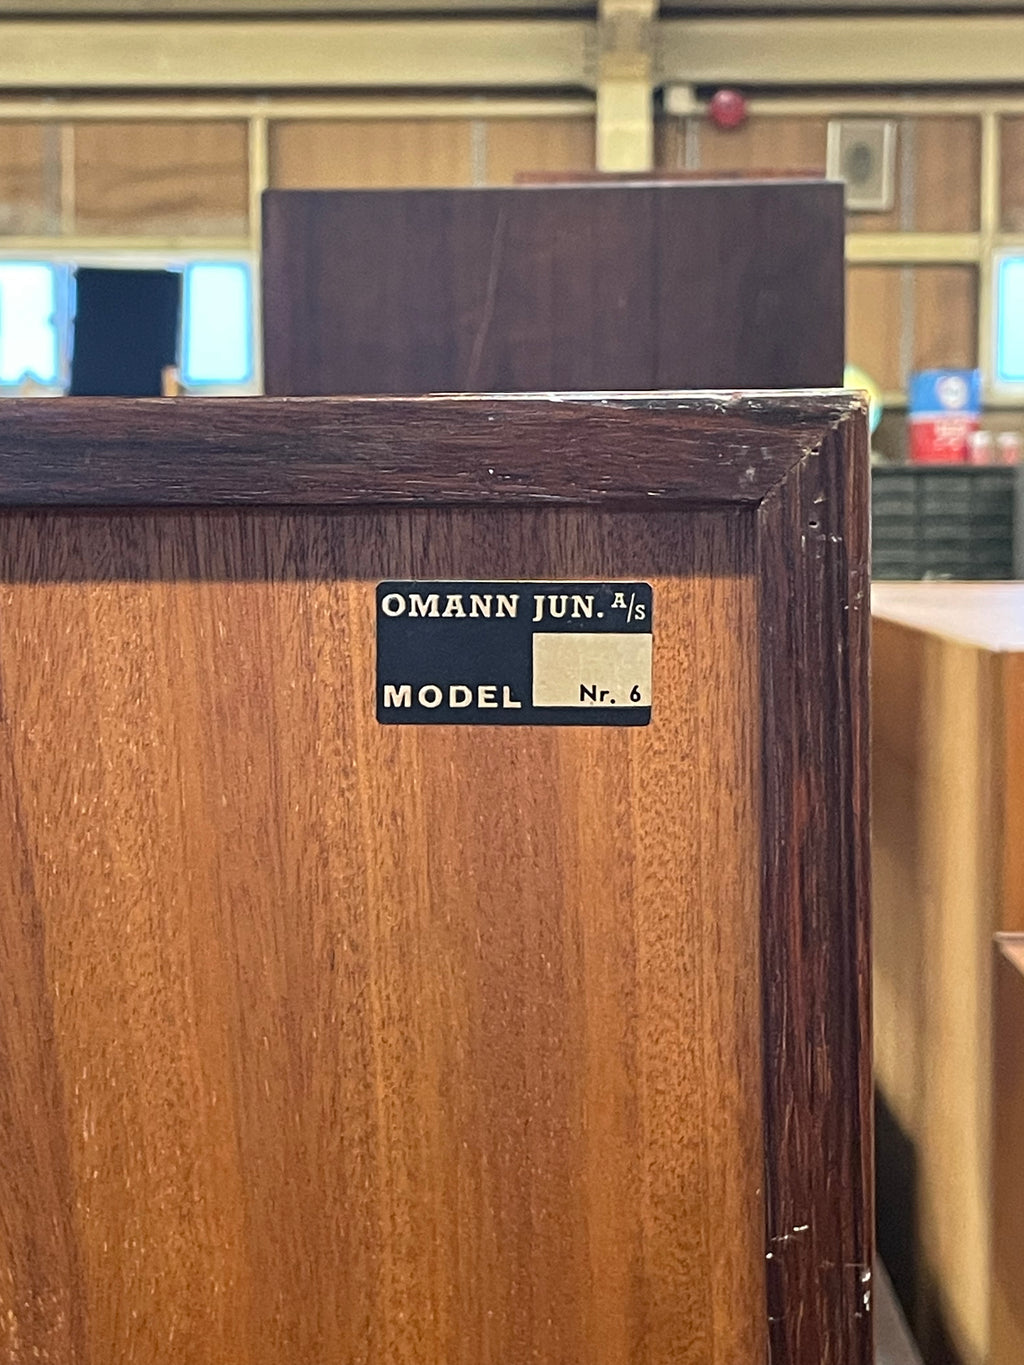 OMANN JUN. A/S
MODEL Nr. 6